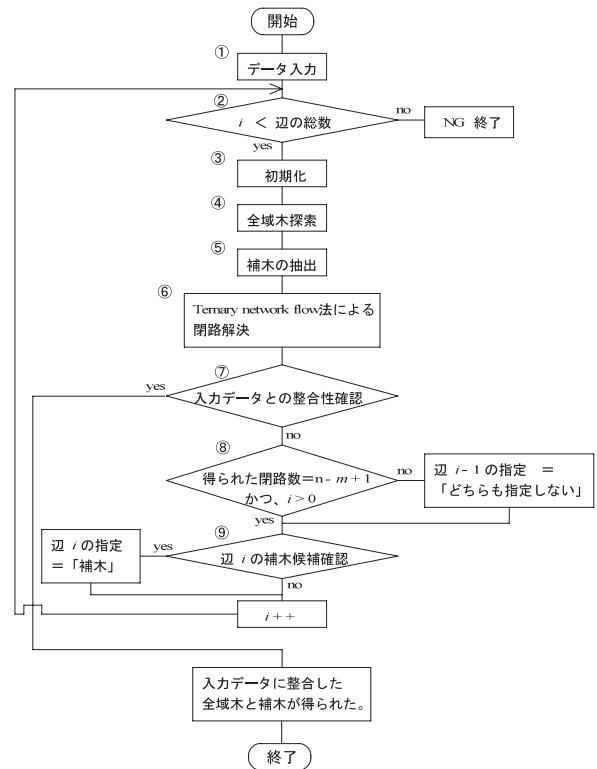 開始
①
データ入力
②
i < 辺の総数
no
NG 終了
yes
③
初期化
④
全域木探索
⑤
補木の抽出
⑥
Ternary network flow法による
閉路解決
⑦
yes
入力データとの整合性確認
no
⑧
得られた閉路数=n- m+1
かつ、i>0
no
辺 i-1 の指定 =
「どちらも指定しない」
yes
⑨
辺 i の指定
=「補木」
yes
辺 i の補木候補確認
no
i++
入力データに整合した
全域木と補木が得られた。
終了